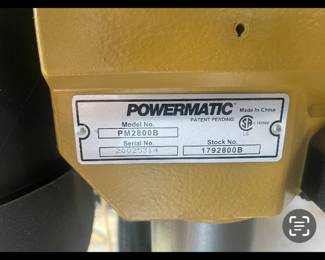 POWERMATIC® Made In China
PATENT PENDING
Model No.
PM2800B
Serial No. Stock No.
20025314 1792800B